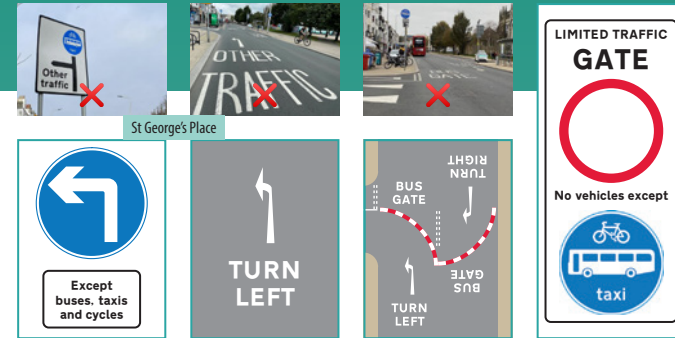 Other
traffic
OTHER
TRAFFIC
GATE
St George's Place
Except
buses, taxis
and cycles
TURN
LEFT
TURN
RIGHT
BUS
GATE
BUS
GATE
TURN
LEFT
LIMITED TRAFFIC
GATE
No vehicles except
taxi